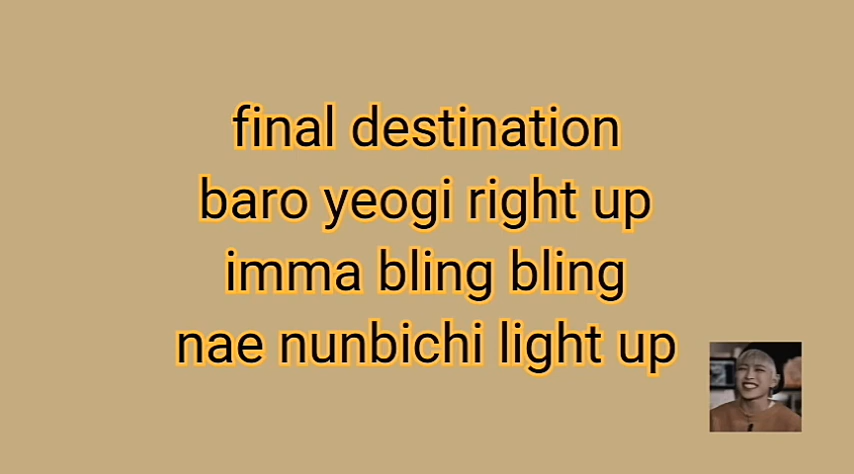 final destination
baro yeogi right up
imma bling bling
nae nunbichi light up